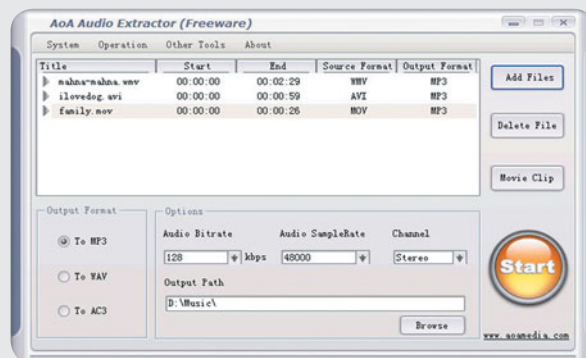 AoA Audio Extractor (Freeware)
System Operation Other Tools About
Title Start End Source Format Output Format
mahna-mahna.wmv 00:00:00 00:02:29 WMV MP3
ilovedog.avi 00:00:00 00:00:59 AVI MP3
family.mov 00:00:00 00:00:26 MOV MP3
Add Files
Delete File
Movie Clip
Output Format
To MP3
To WAV
To AC3
Options
Audio Bitrate Audio SampleRate Channel
128 kbps 48000 Stereo
Output Path
D:\Music\
Browse
Start
www.aoamedia.com